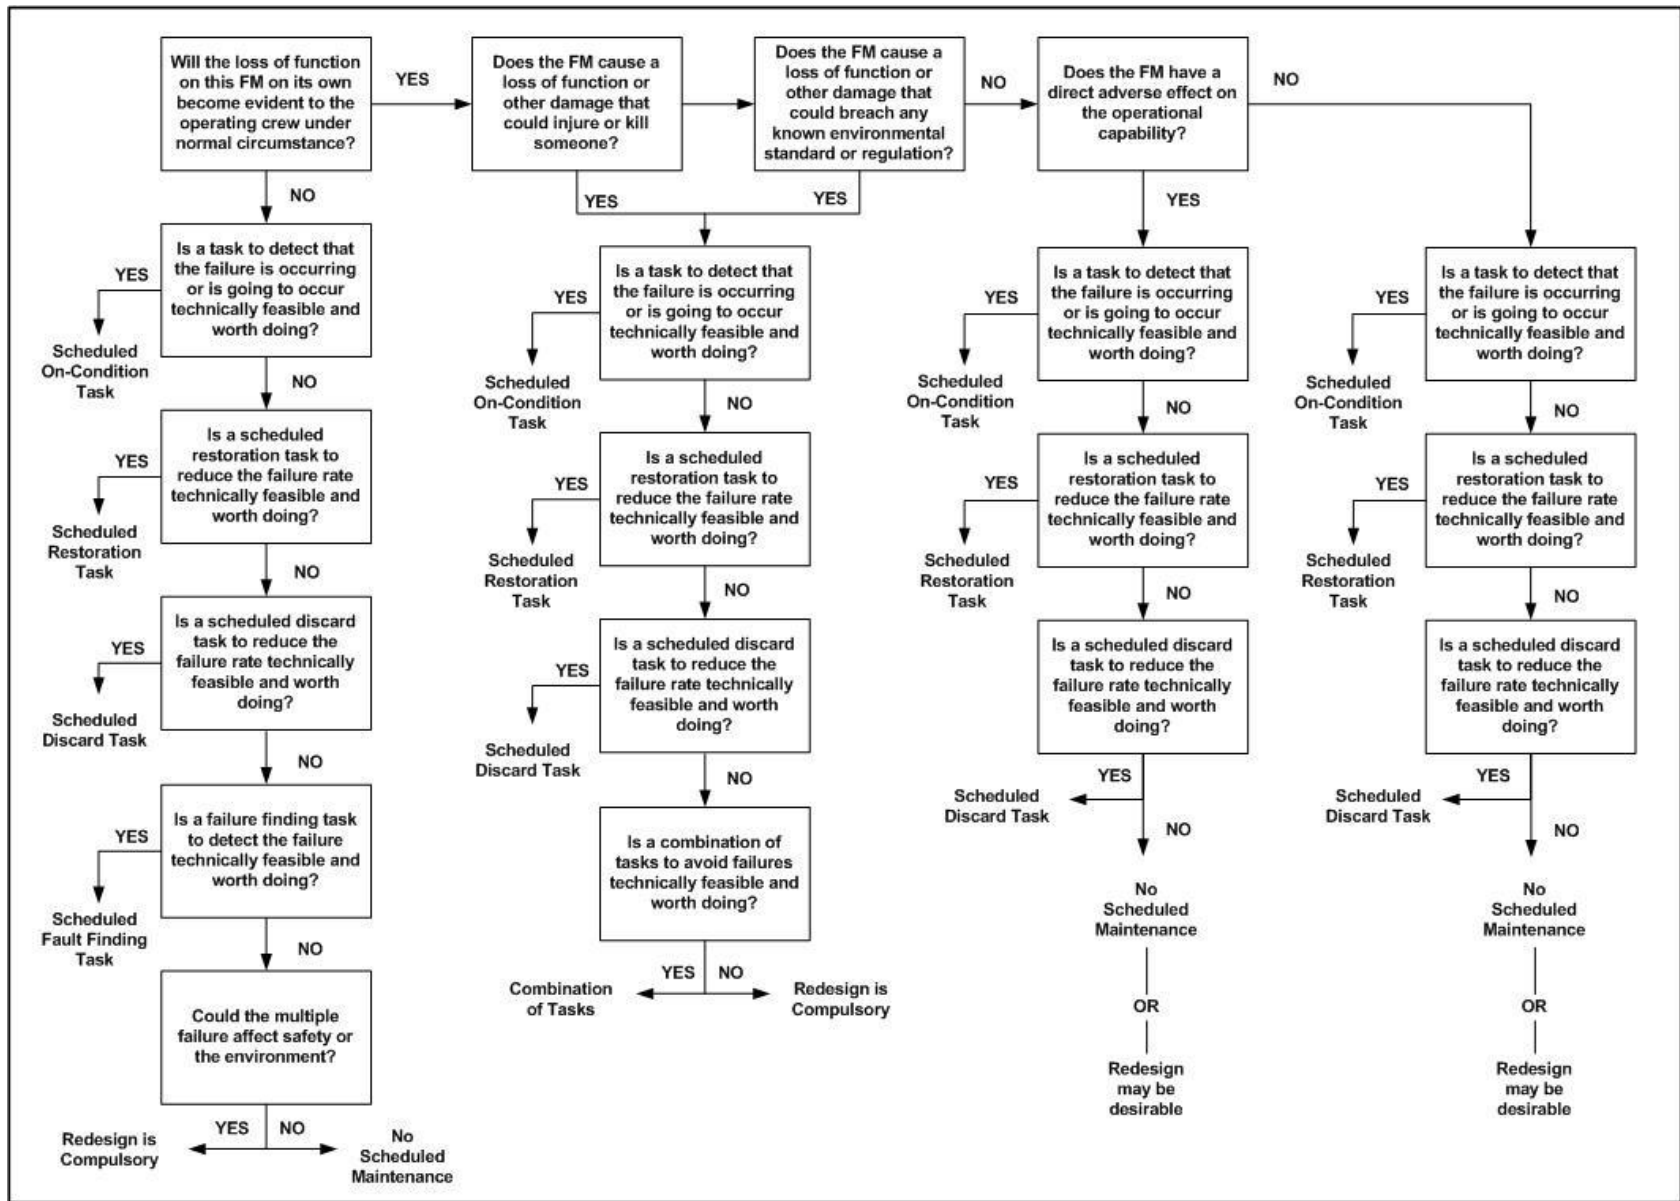 Will the loss of function
on this FM on its own
become evident to the
operating crew under
normal circumstance?
YES
Does the FM cause a
loss of function or
other damage that
could injure or kill
someone?
Does the FM cause a
loss of function or
other damage that
could breach any
known environmental
standard or regulation?
NO
Does the FM have a
direct adverse effect on
the operational
capability?
NO
NO
YES
YES
YES
Is a task to detect that
the failure is occurring
or is going to occur
technically feasible and
worth doing?
YES
Scheduled
On-Condition
Task
NO
Is a scheduled
restoration task to
reduce the failure rate
technically feasible and
worth doing?
YES
Scheduled
Restoration
Task
NO
Is a scheduled discard
task to reduce the
failure rate technically
feasible and worth
doing?
YES
Scheduled
Discard Task
NO
Is a failure finding task
to detect the failure
technically feasible and
worth doing?
YES
Scheduled
Fault Finding
Task
NO
Could the multiple
failure affect safety or
the environment?
YES
NO
Redesign is
Compulsory
No
Scheduled
Maintenance
Is a task to detect that
the failure is occurring
or is going to occur
technically feasible and
worth doing?
YES
Scheduled
On-Condition
Task
NO
Is a scheduled
restoration task to
reduce the failure rate
technically feasible and
worth doing?
YES
Scheduled
Restoration
Task
NO
Is a scheduled discard
task to reduce the
failure rate technically
feasible and worth
doing?
YES
Scheduled
Discard Task
NO
Is a combination of
tasks to avoid failures
technically feasible and
worth doing?
YES
NO
Combination
of Tasks
Redesign is
Compulsory
Is a task to detect that
the failure is occurring
or is going to occur
technically feasible and
worth doing?
YES
Scheduled
On-Condition
Task
NO
Is a scheduled
restoration task to
reduce the failure rate
technically feasible and
worth doing?
YES
Scheduled
Restoration
Task
NO
Is a scheduled discard
task to reduce the
failure rate technically
feasible and worth
doing?
YES
Scheduled
Discard Task
NO
No
Scheduled
Maintenance
OR
Redesign
may be
desirable
Is a task to detect that
the failure is occurring
or is going to occur
technically feasible and
worth doing?
YES
Scheduled
On-Condition
Task
NO
Is a scheduled
restoration task to
reduce the failure rate
technically feasible and
worth doing?
YES
Scheduled
Restoration
Task
NO
Is a scheduled discard
task to reduce the
failure rate technically
feasible and worth
doing?
YES
Scheduled
Discard Task
NO
No
Scheduled
Maintenance
OR
Redesign
may be
desirable